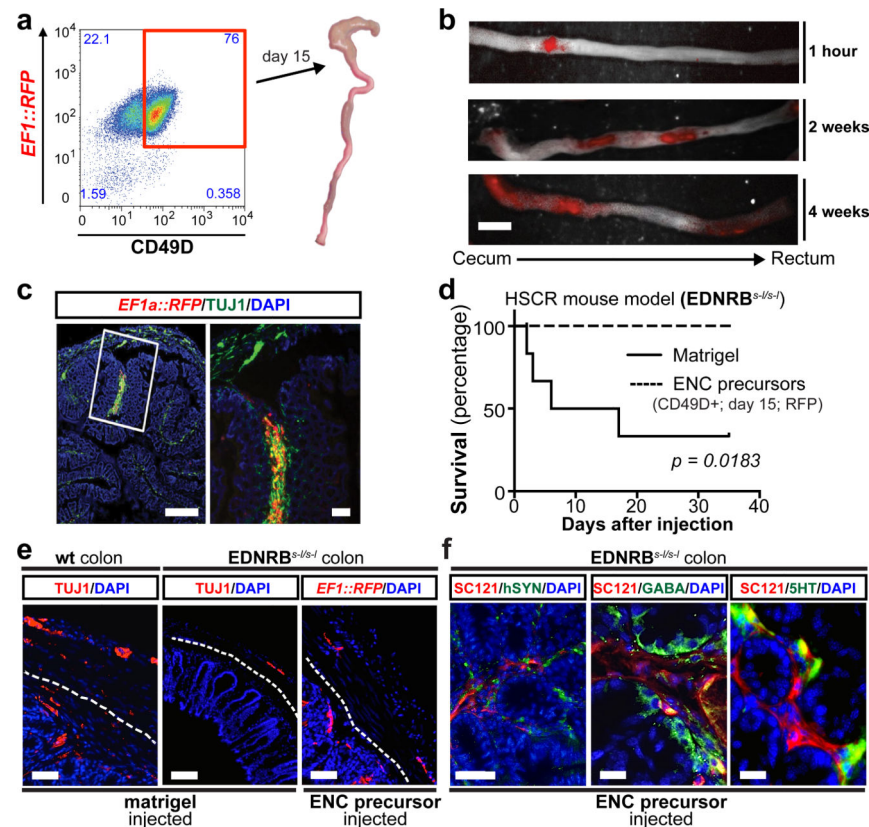 a
22.1
76
10⁴
10³
10²
10¹
0
1.59
0.358
0 10¹ 10² 10³ 10⁴
EF1::RFP
CD49D
day 15
b
1 hour
2 weeks
4 weeks
Cecum
Rectum
c
EF1a::RFP/TUJ1/DAPI
d
HSCR mouse model (EDNRB^s-l/s-l)
100
50
0
Survival (percentage)
Matrigel
ENC precursors
(CD49D+; day 15; RFP)
p = 0.0183
0 10 20 30 40
Days after injection
e
wt colon
EDNRB^s-l/s-l colon
TUJ1/DAPI
TUJ1/DAPI
EF1::RFP/DAPI
matrigel
injected
ENC precursor
injected
f
EDNRB^s-l/s-l colon
SC121/hSYN/DAPI
SC121/GABA/DAPI
SC121/5HT/DAPI
ENC precursor
injected